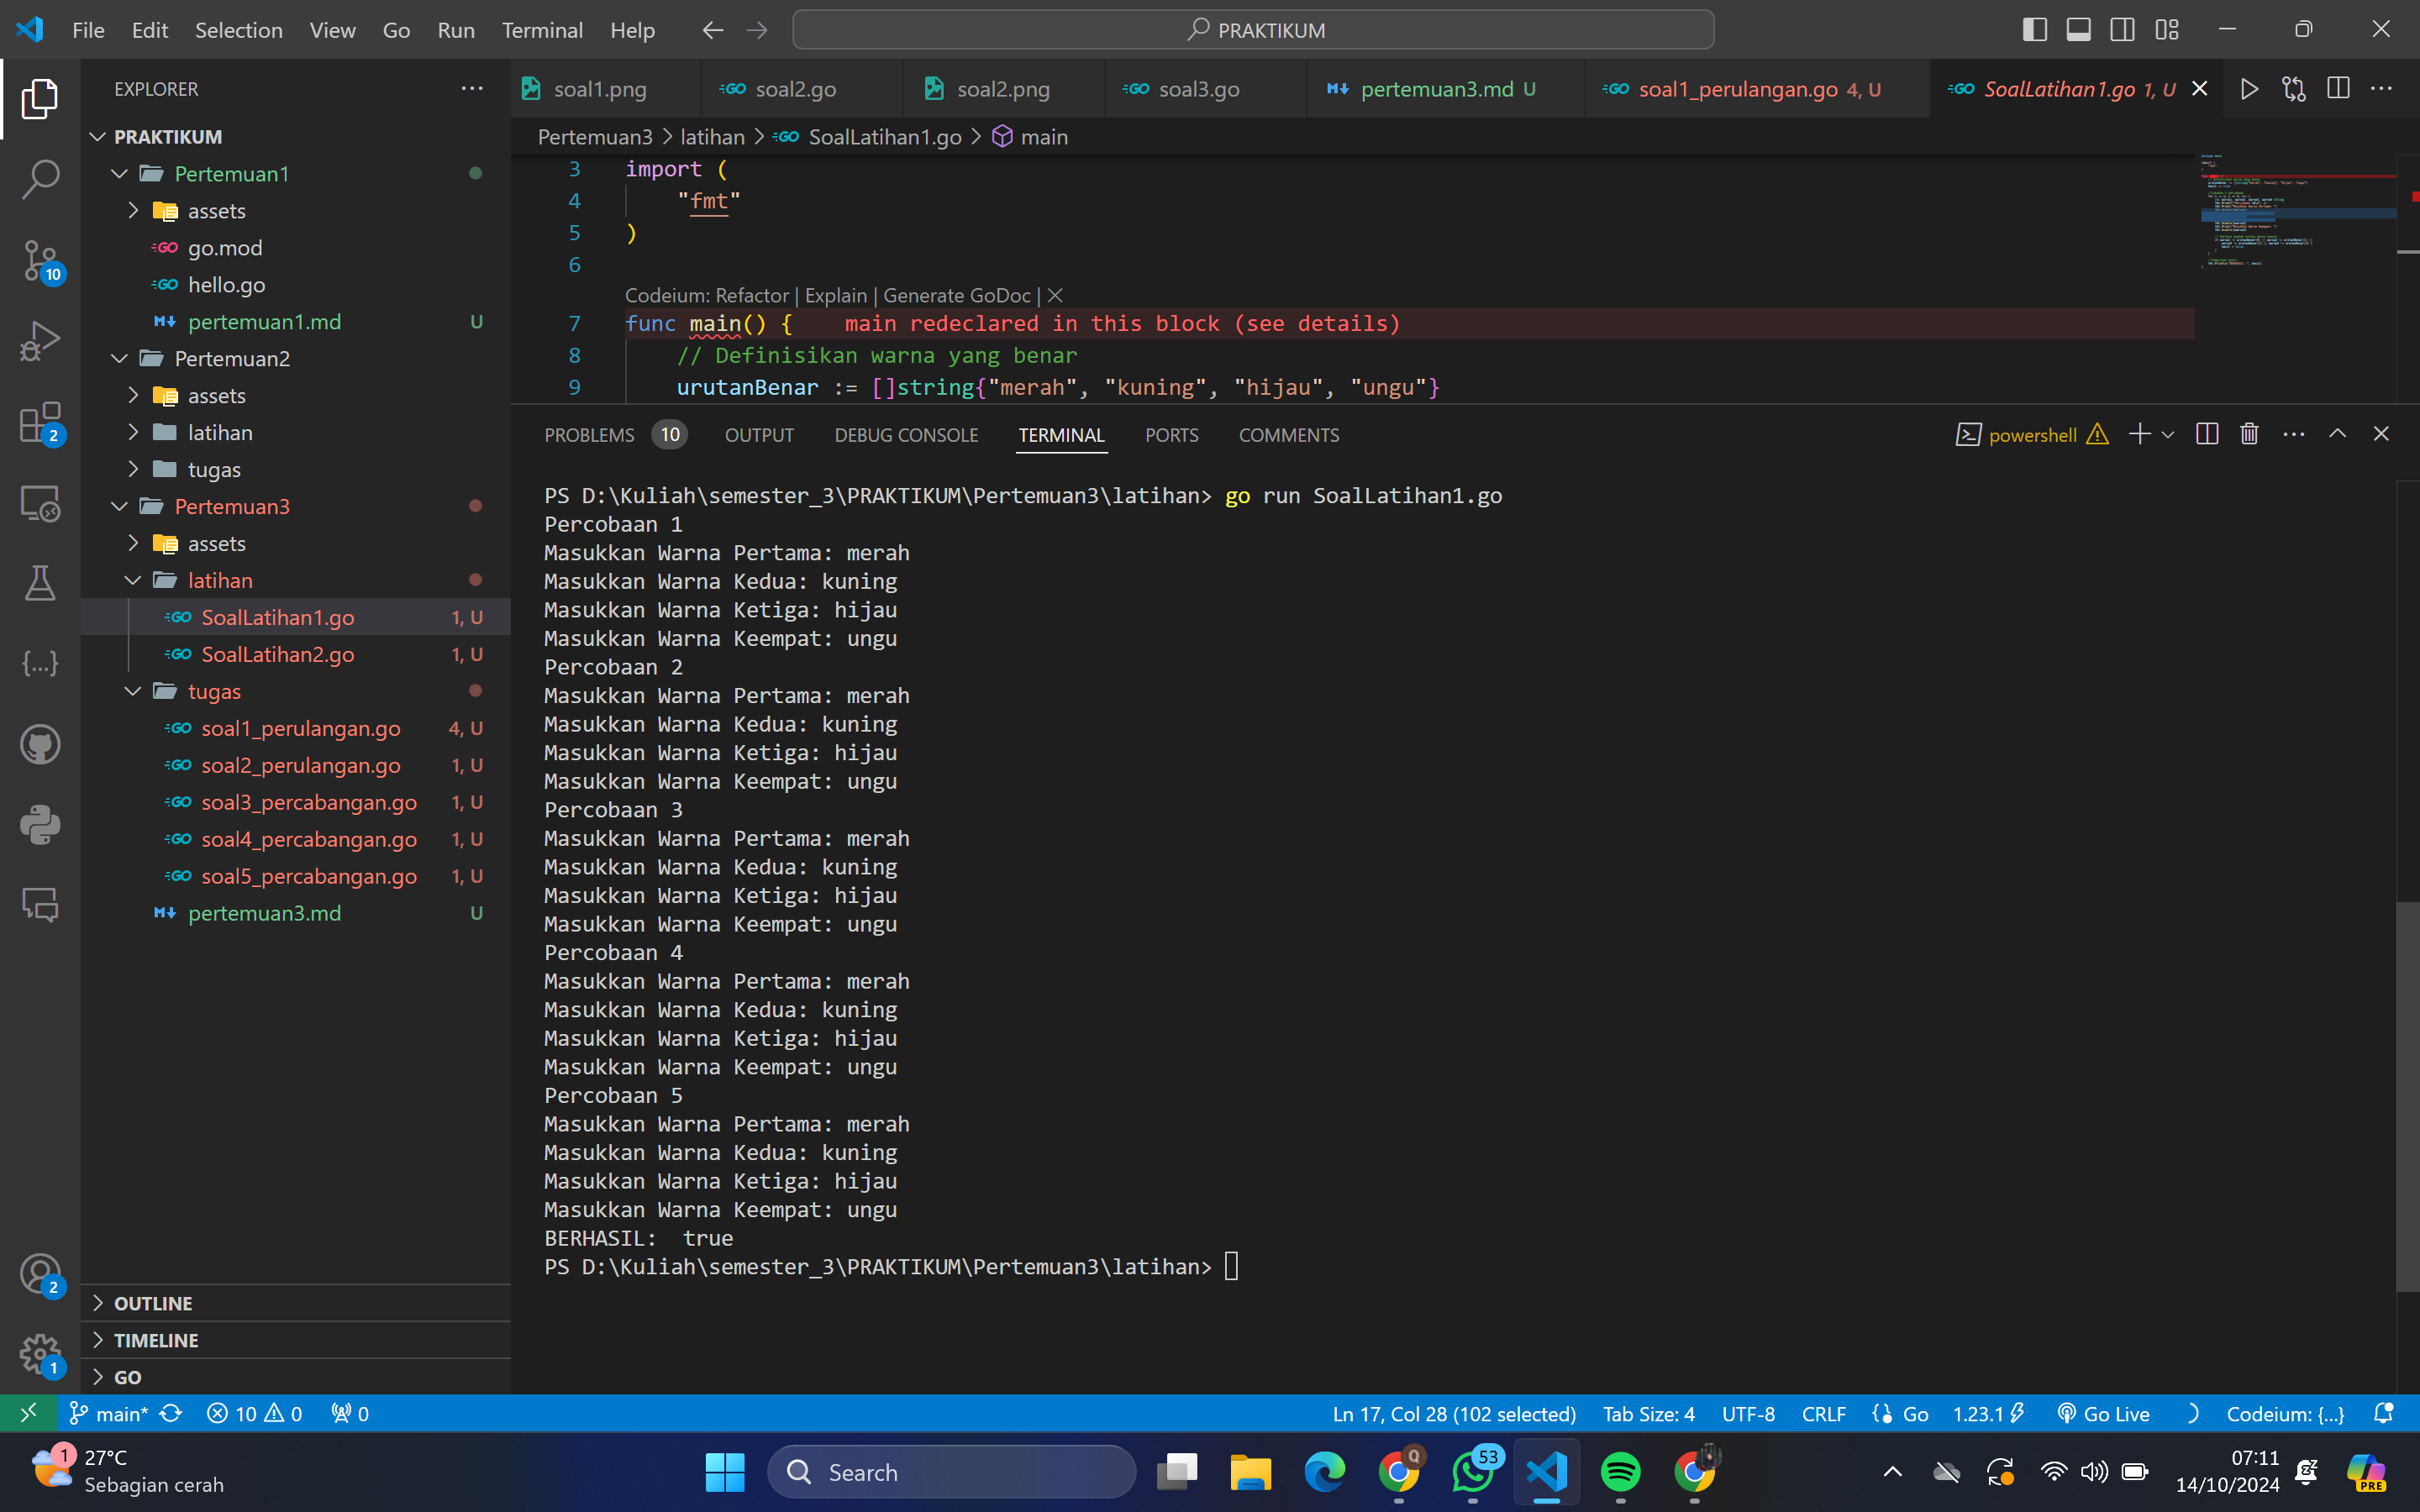 File Edit Selection View Go Run Terminal Help PRAKTIKUM
EXPLORER
PRAKTIKUM
Pertemuan1
assets
go.mod
hello.go
pertemuan1.md U
Pertemuan2
assets
latihan
tugas
Pertemuan3
assets
latihan
SoalLatihan1.go 1, U
SoalLatihan2.go 1, U
tugas
soal1_perulangan.go 4, U
soal2_perulangan.go 1, U
soal3_percabangan.go 1, U
soal4_percabangan.go 1, U
soal5_percabangan.go 1, U
pertemuan3.md U
OUTLINE
TIMELINE
GO
10
2
2
1
soal1.png soal2.go soal2.png soal3.go pertemuan3.md U soal1_perulangan.go 4, U SoalLatihan1.go 1, U
Pertemuan3 > latihan > SoalLatihan1.go > main
3 import (
4 "fmt"
5 )
6
Codeium: Refactor | Explain | Generate GoDoc | X
7 func main() { main redeclared in this block (see details)
8 // Definisikan warna yang benar
9 urutanBenar := []string{"merah", "kuning", "hijau", "ungu"}
PROBLEMS 10 OUTPUT DEBUG CONSOLE TERMINAL PORTS COMMENTS powershell
PS D:\Kuliah\semester_3\PRAKTIKUM\Pertemuan3\latihan> go run SoalLatihan1.go
Percobaan 1
Masukkan Warna Pertama: merah
Masukkan Warna Kedua: kuning
Masukkan Warna Ketiga: hijau
Masukkan Warna Keempat: ungu
Percobaan 2
Masukkan Warna Pertama: merah
Masukkan Warna Kedua: kuning
Masukkan Warna Ketiga: hijau
Masukkan Warna Keempat: ungu
Percobaan 3
Masukkan Warna Pertama: merah
Masukkan Warna Kedua: kuning
Masukkan Warna Ketiga: hijau
Masukkan Warna Keempat: ungu
Percobaan 4
Masukkan Warna Pertama: merah
Masukkan Warna Kedua: kuning
Masukkan Warna Ketiga: hijau
Masukkan Warna Keempat: ungu
Percobaan 5
Masukkan Warna Pertama: merah
Masukkan Warna Kedua: kuning
Masukkan Warna Ketiga: hijau
Masukkan Warna Keempat: ungu
BERHASIL:  true
PS D:\Kuliah\semester_3\PRAKTIKUM\Pertemuan3\latihan>
main* 10 0 0 Ln 17, Col 28 (102 selected) Tab Size: 4 UTF-8 CRLF Go 1.23.1 Go Live Codeium: {...}
1 27°C
Sebagian cerah
Search
53
07:11
14/10/2024
PRE